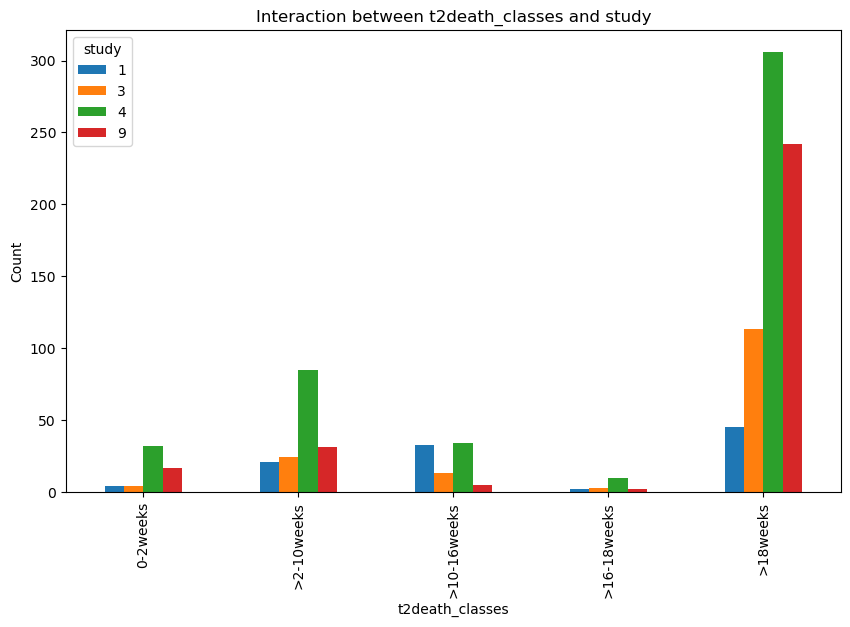 Interaction between t2death_classes and study
study
1
3
4
9
300
250
200
150
100
50
0
Count
0-2weeks
>2-10weeks
>10-16weeks
>16-18weeks
>18weeks
t2death_classes